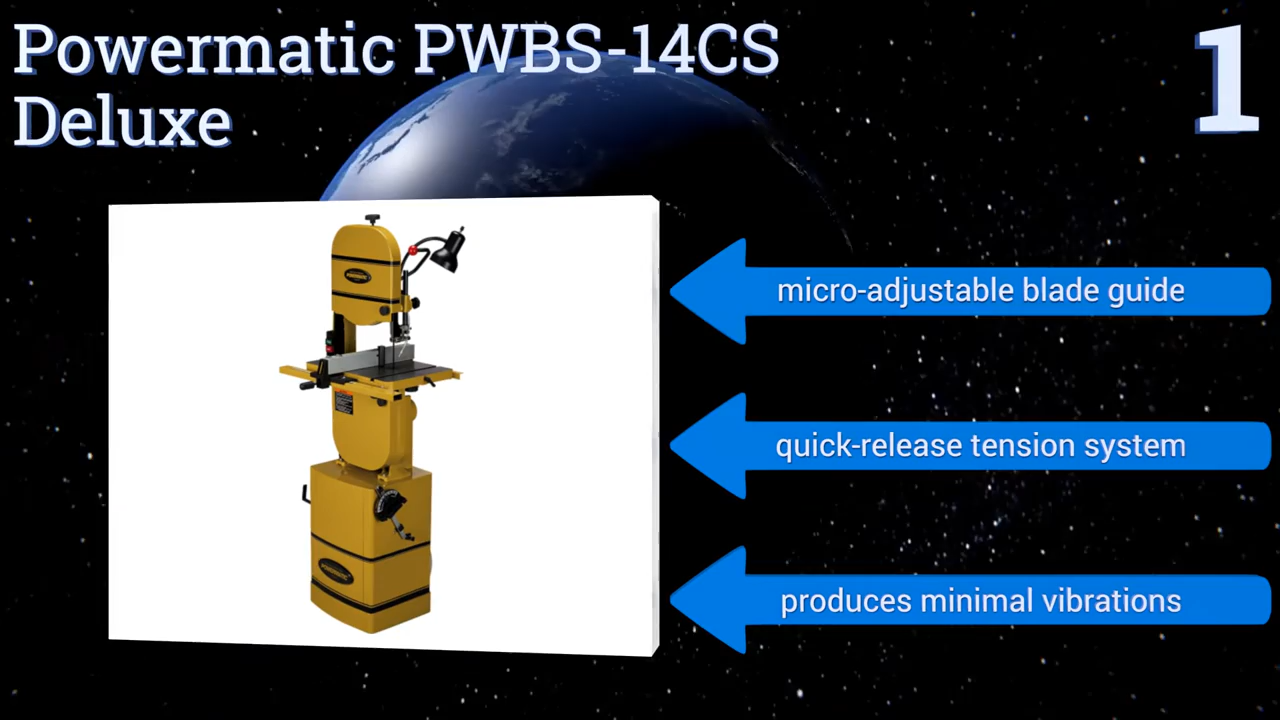 Powermatic PWBS-14CS
Deluxe
1
micro-adjustable blade guide
quick-release tension system
produces minimal vibrations